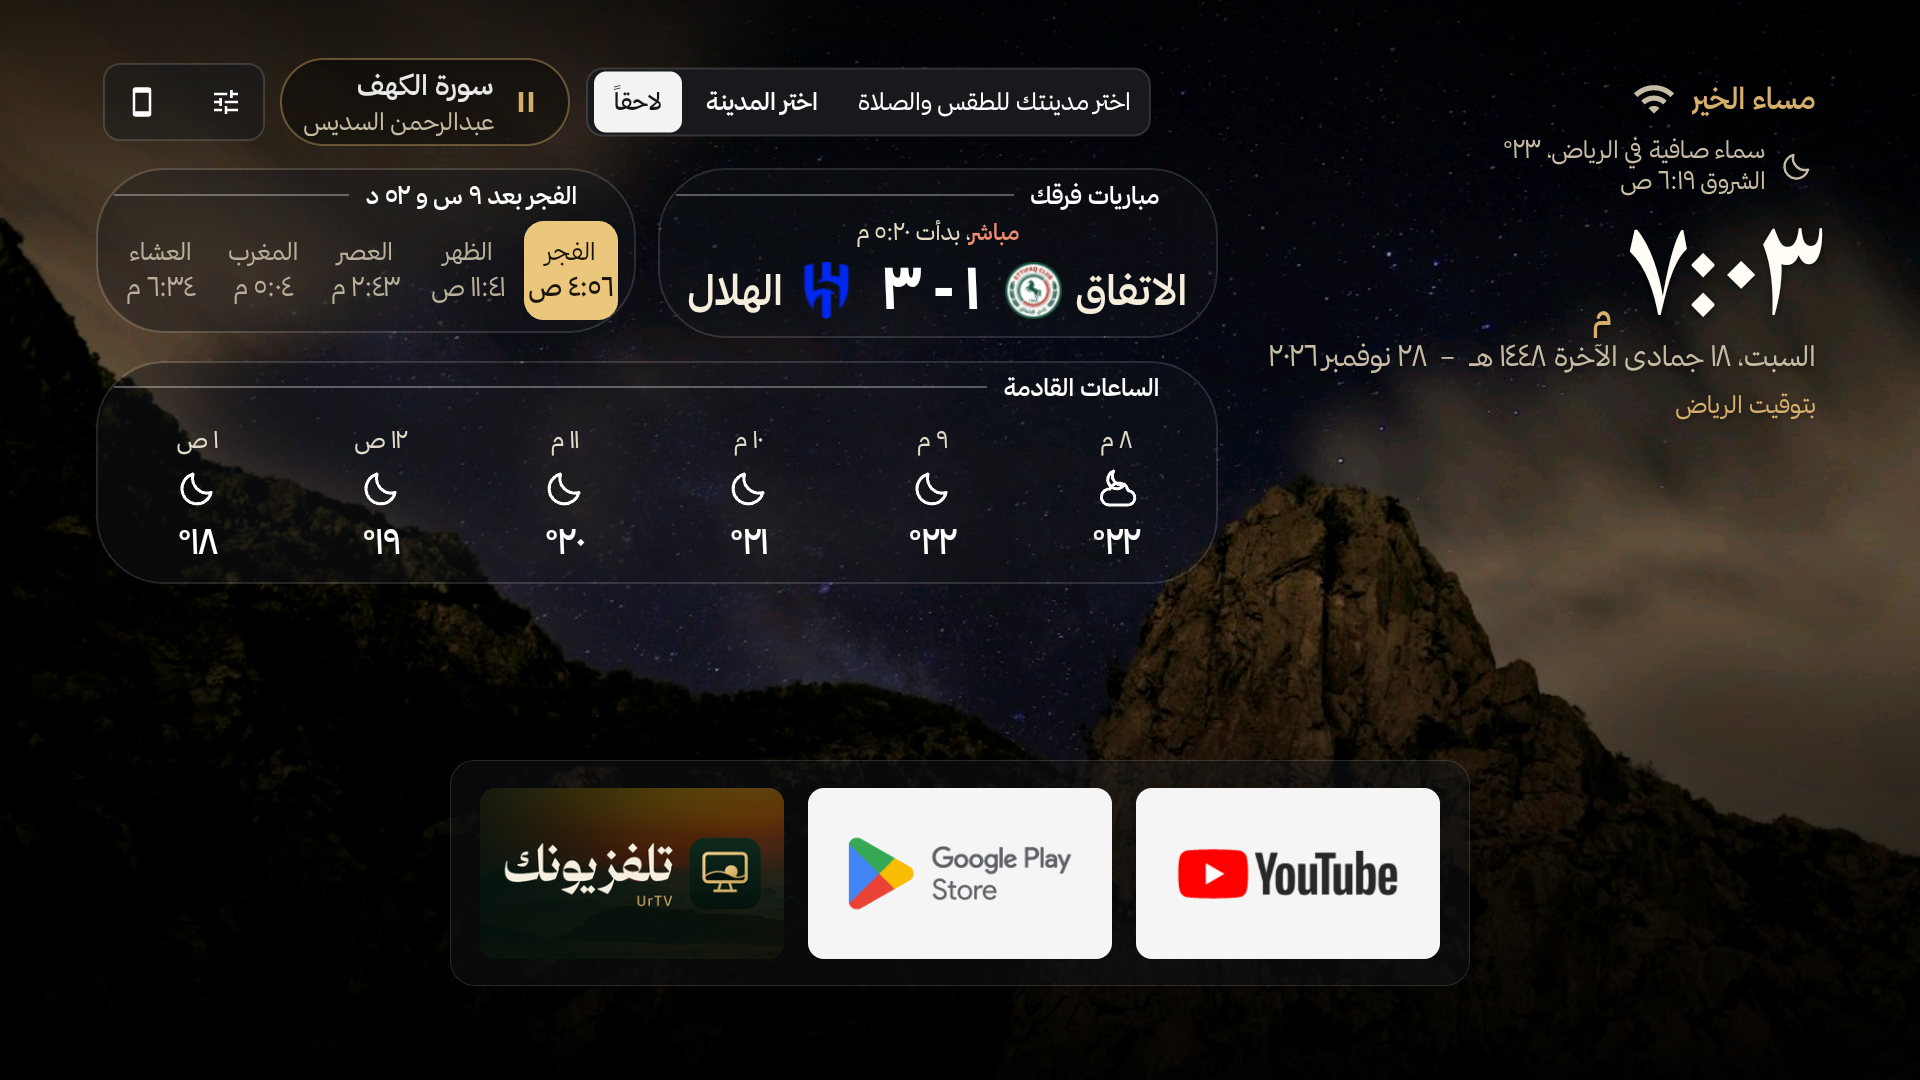 مساء الخير
سماء صافية في الرياض، ٢٣°
الشروق ٦:١٩ ص
٧:٠٣ م
السبت، ١٨ جمادى الآخرة ١٤٤٨ هـ – ٢٨ نوفمبر ٢٠٢٦
بتوقيت الرياض
اختر مدينتك للطقس والصلاة
اختر المدينة
لاحقاً
سورة الكهف
عبدالرحمن السديس
مباريات فرقك
مباشر، بدأت ٥:٢٠ م
الاتفاق ١ - ٣ الهلال
الفجر بعد ٩ س و ٥٢ د
الفجر الظهر العصر المغرب العشاء
٤:٥٦ ص ١١:٤١ ص ٢:٤٣ م ٥:٠٤ م ٦:٣٤ م
الساعات القادمة
٨ م ٩ م ١٠ م ١١ م ١٢ ص ١ ص
٢٢° ٢٢° ٢١° ٢٠° ١٩° ١٨°
YouTube
Google Play
Store
تلفزيونك
UrTV